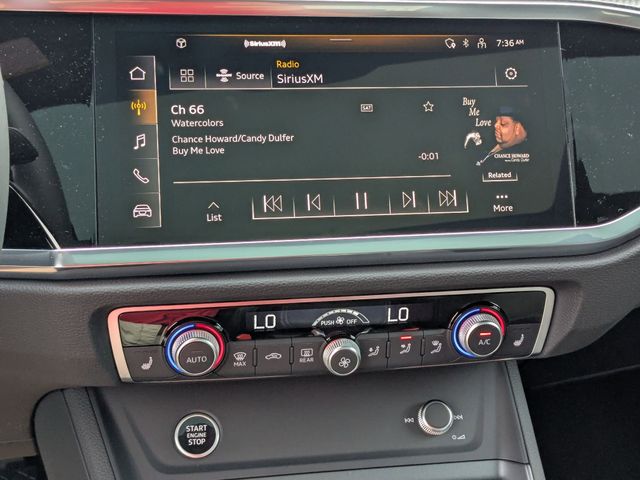 SiriusXM
7:36 AM
Source
Radio
SiriusXM
Ch 66
SAT
Watercolors
Chance Howard/Candy Dulfer
Buy Me Love
-0:01
Buy
Me
Love
CHANCE HOWARD
Related
List
More
LO
PUSH OFF
LO
AUTO
MAX
REAR
A/C
START
ENGINE
STOP